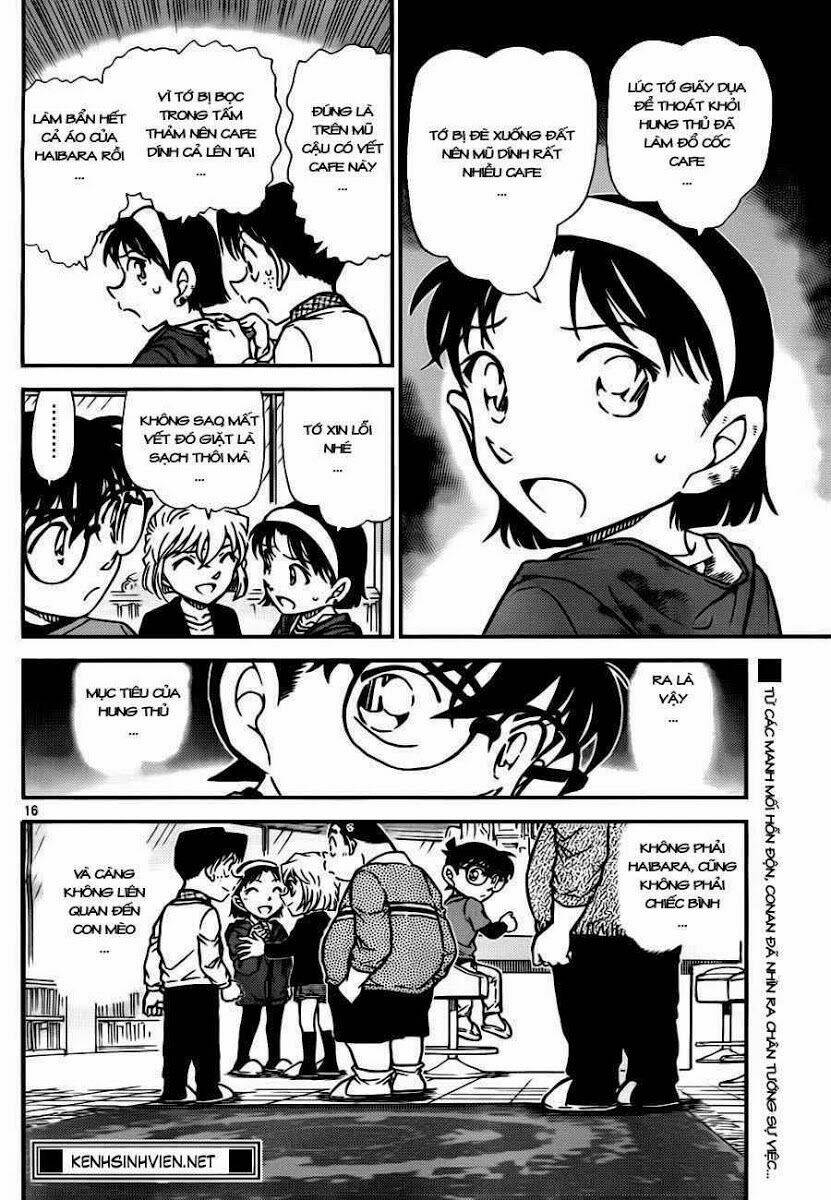 LÚC TỚ GIÃY DỤA
ĐỂ THOÁT KHỎI
HUNG THỦ ĐÃ
LÀM ĐỔ CỐC
CAFE
...
TỚ BỊ ĐÈ XUỐNG ĐẤT
NÊN MŨ DÍNH RẤT
NHIỀU CAFE
...
ĐÚNG LÀ
TRÊN MŨ
CẬU CÓ VẾT
CAFE NÀY
...
VÌ TỚ BỊ BỌC
TRONG TẤM
THẢM NÊN CAFE
DÍNH CẢ LÊN TAI
...
LÀM BẨN HẾT
CẢ ÁO CỦA
HAIBARA RỒI
...
TỚ XIN LỖI
NHÉ
...
KHÔNG SAO, MẤT
VẾT ĐÓ GIẶT LÀ
SẠCH THÔI MÀ
...
.........
RA LÀ
VẬY
...
MỤC TIÊU CỦA
HUNG THỦ
...
16
KHÔNG PHẢI
HAIBARA, CŨNG
KHÔNG PHẢI
CHIẾC BÌNH
...
VÀ CÀNG
KHÔNG LIÊN
QUAN ĐẾN
CON MÈO
...
TỪ CÁC MANH MỐI HỖN ĐỘN, CONAN ĐÃ NHÌN RA CHÂN TƯỚNG SỰ VIỆC...
KENHSINHVIEN.NET